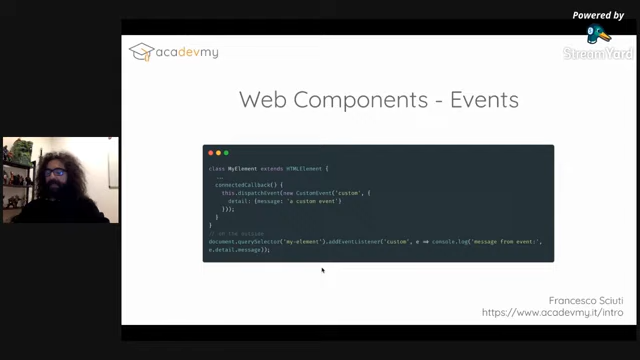 Powered by
StreamYard
acadevmy
Web Components - Events
class MyElement extends HTMLElement {
...
connectedCallback() {
this.dispatchEvent(new CustomEvent('custom', {
detail: {message: 'a custom event'}
}));
}
}
// on the outside
document.querySelector('my-element').addEventListener('custom', e => console.log('message from event:',
e.detail.message));
Francesco Sciuti
https://www.acadevmy.it/intro